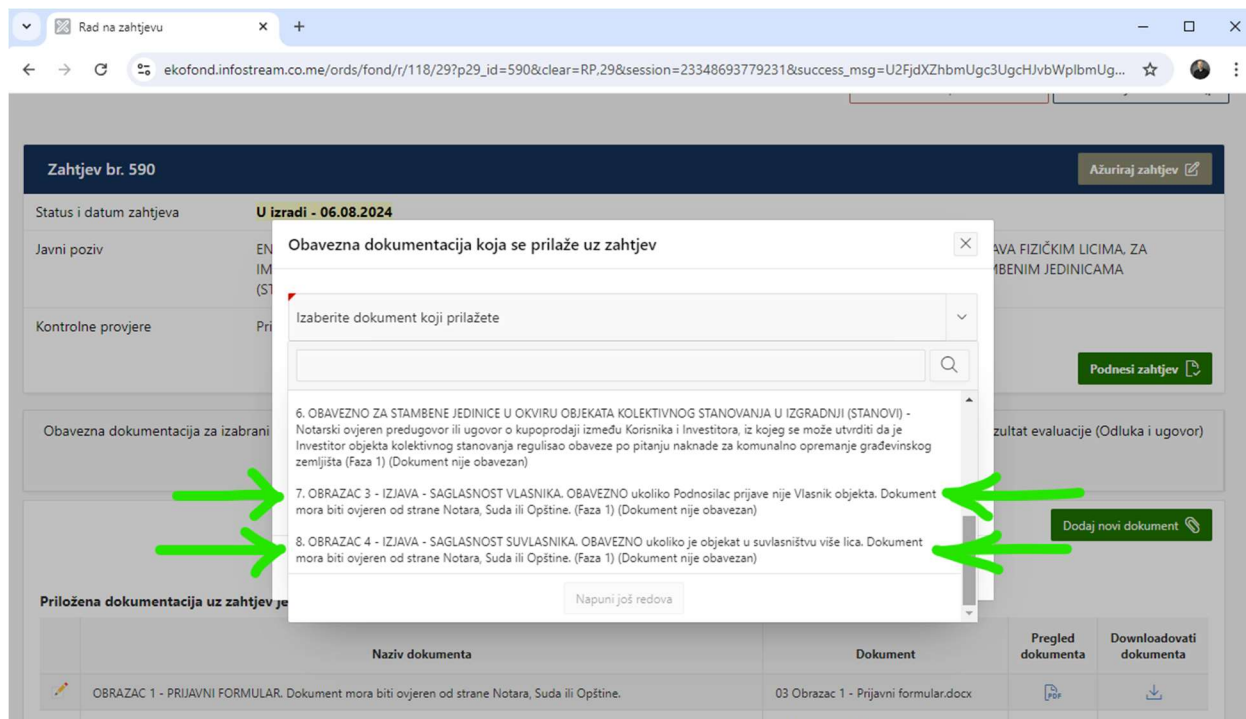 Rad na zahtjevu
ekofond.infostream.co.me/ords/fond/r/118/29?p29_id=590&clear=RP,29&session=23348693779231&success_msg=U2FjdXZhbmUgc3UgcHJvbWplbmUg...
Zahtjev br. 590
Ažuriraj zahtjev
Status i datum zahtjeva
U izradi - 06.08.2024
Obavezna dokumentacija koja se prilaže uz zahtjev
Javni poziv
EN
AVA FIZIČKIM LICIMA, ZA
IM
MBENIM JEDINICAMA
(ST
Izaberite dokument koji prilažete
Kontrolne provjere
Pri
Podnesi zahtjev
6. OBAVEZNO ZA STAMBENE JEDINICE U OKVIRU OBJEKATA KOLEKTIVNOG STANOVANJA U IZGRADNJI (STANOVI) -
Notarski ovjeren predugovor ili ugovor o kupoprodaji između Korisnika i Investitora, iz kojeg se može utvrditi da je
Investitor objekta kolektivnog stanovanja regulisao obaveze po pitanju naknade za komunalno opremanje građevinskog
zemljišta (Faza 1) (Dokument nije obavezan)
Obavezna dokumentacija za izabrani
zultat evaluacije (Odluka i ugovor)
7. OBRAZAC 3 - IZJAVA - SAGLASNOST VLASNIKA. OBAVEZNO ukoliko Podnosilac prijave nije Vlasnik objekta. Dokument
mora biti ovjeren od strane Notara, Suda ili Opštine. (Faza 1) (Dokument nije obavezan)
Dodaj novi dokument
8. OBRAZAC 4 - IZJAVA - SAGLASNOST SUVLASNIKA. OBAVEZNO ukoliko je objekat u suvlasništvu više lica. Dokument
mora biti ovjeren od strane Notara, Suda ili Opštine. (Faza 1) (Dokument nije obavezan)
Napuni još redova
Priložena dokumentacija uz zahtjev je
Naziv dokumenta
Dokument
Pregled dokumenta
Downloadovati dokumenta
OBRAZAC 1 - PRIJAVNI FORMULAR. Dokument mora biti ovjeren od strane Notara, Suda ili Opštine.
03 Obrazac 1 - Prijavni formular.docx
PDF